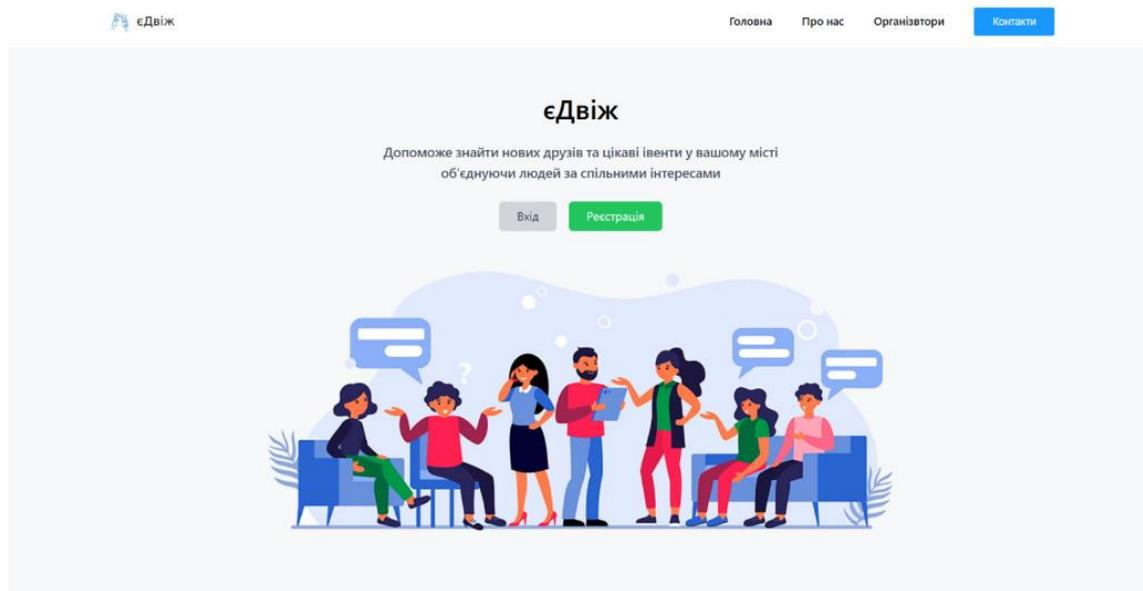 єДвіж
Головна
Про нас
Організвтори
Контакти
єДвіж
Допоможе знайти нових друзів та цікаві івенти у вашому місті
об'єднуючи людей за спільними інтересами
Вхід
Реєстрація
?